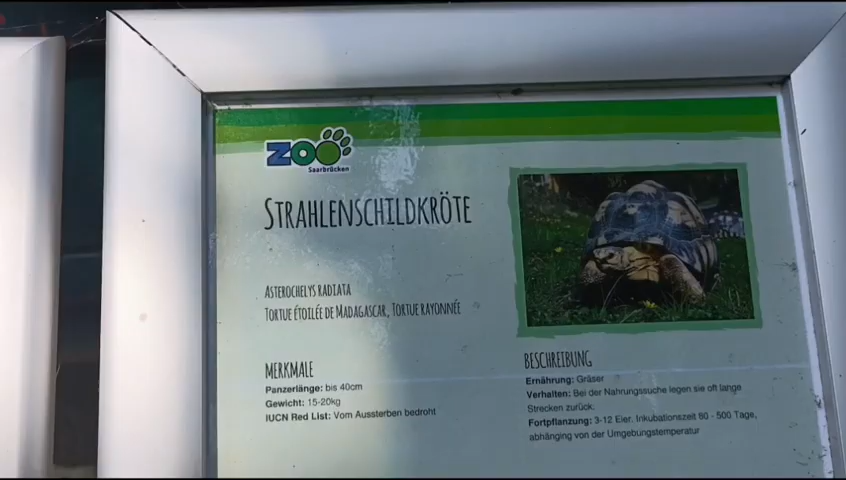 ZOO
Saarbrücken
STRAHLENSCHILDKRÖTE
ASTEROCHELYS RADIATA
TORTUE ÉTOILÉE DE MADAGASCAR, TORTUE RAYONNÉE
MERKMALE
Panzerlänge: bis 40cm
Gewicht: 15-20kg
IUCN Red List: Vom Aussterben bedroht
BESCHREIBUNG
Ernährung: Gräser
Verhalten: Bei der Nahrungssuche legen sie oft lange
Strecken zurück.
Fortpflanzung: 3-12 Eier. Inkubationszeit 80 - 500 Tage,
abhänging von der Umgebungstemperatur